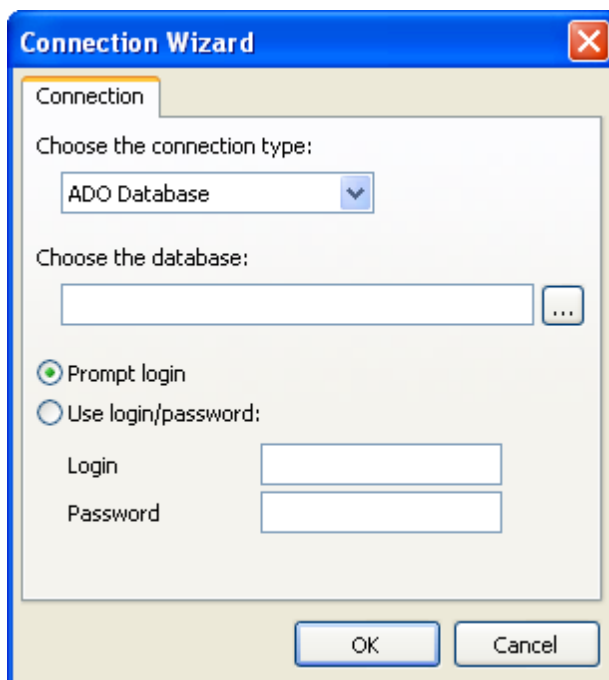 Connection Wizard
Connection
Choose the connection type:
ADO Database
Choose the database:
...
Prompt login
Use login/password:
Login
Password
OK Cancel